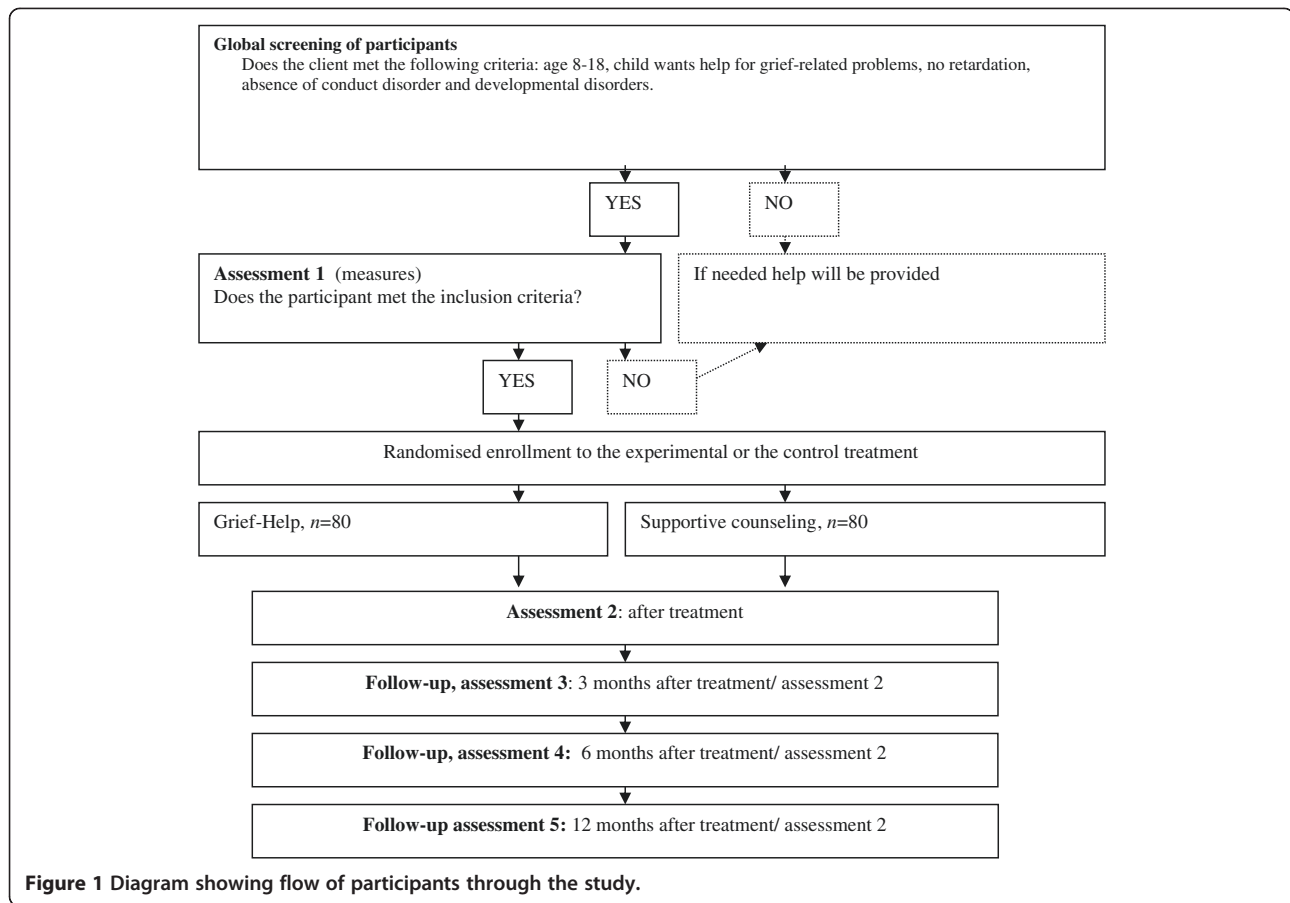 Global screening of participants
Does the client met the following criteria: age 8-18, child wants help for grief-related problems, no retardation,
absence of conduct disorder and developmental disorders.
YES
NO
Assessment 1 (measures)
Does the participant met the inclusion criteria?
If needed help will be provided
YES
NO
Randomised enrollment to the experimental or the control treatment
Grief-Help, n=80
Supportive counseling, n=80
Assessment 2: after treatment
Follow-up, assessment 3: 3 months after treatment/ assessment 2
Follow-up, assessment 4: 6 months after treatment/ assessment 2
Follow-up assessment 5: 12 months after treatment/ assessment 2
Figure 1 Diagram showing flow of participants through the study.